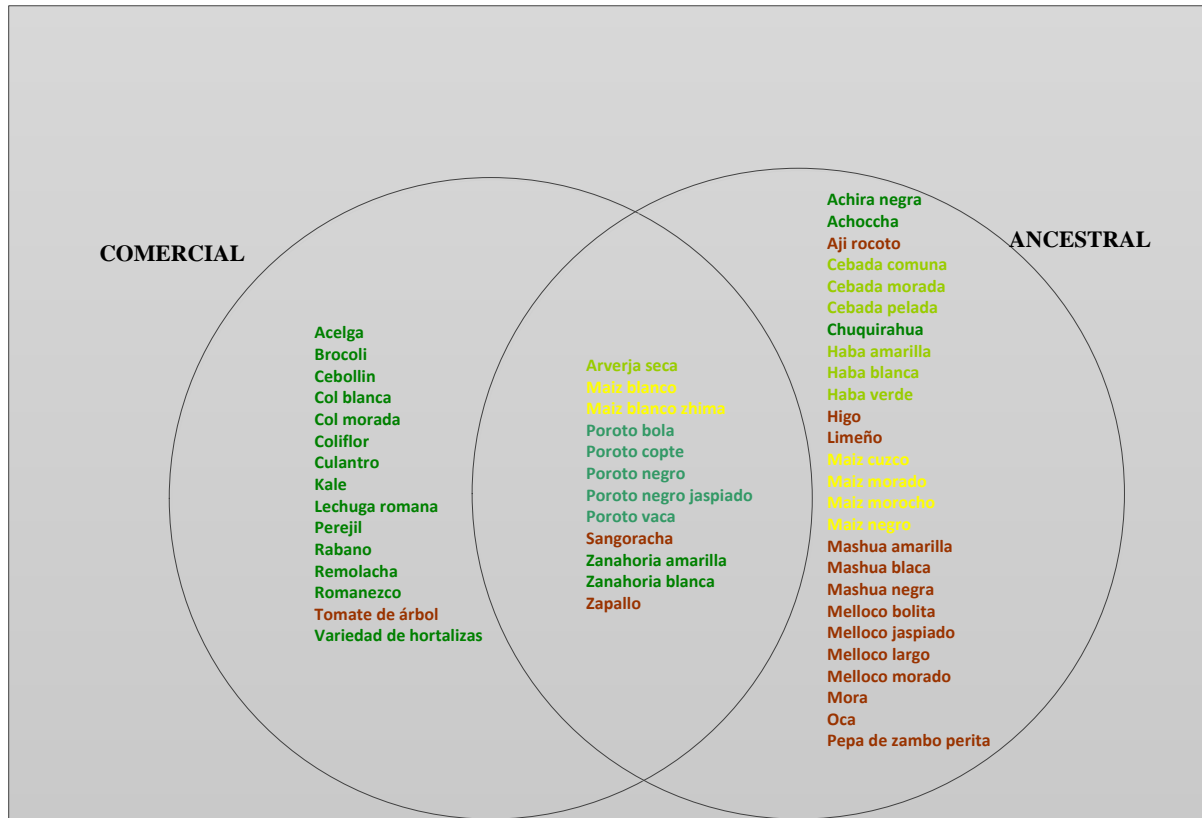 COMERCIAL
ANCESTRAL
Acelga
Brocoli
Cebollin
Col blanca
Col morada
Coliflor
Culantro
Kale
Lechuga romana
Perejil
Rabano
Remolacha
Romanezco
Tomate de árbol
Variedad de hortalizas
Arverja seca
Maiz blanco
Maiz blanco zhima
Poroto bola
Poroto copte
Poroto negro
Poroto negro jaspiado
Poroto vaca
Sangoracha
Zanahoria amarilla
Zanahoria blanca
Zapallo
Achira negra
Achoccha
Aji rocoto
Cebada comuna
Cebada morada
Cebada pelada
Chuquirahua
Haba amarilla
Haba blanca
Haba verde
Higo
Limeño
Maiz cuzco
Maiz morado
Maiz morocho
Maiz negro
Mashua amarilla
Mashua blaca
Mashua negra
Melloco bolita
Melloco jaspiado
Melloco largo
Melloco morado
Mora
Oca
Pepa de zambo perita